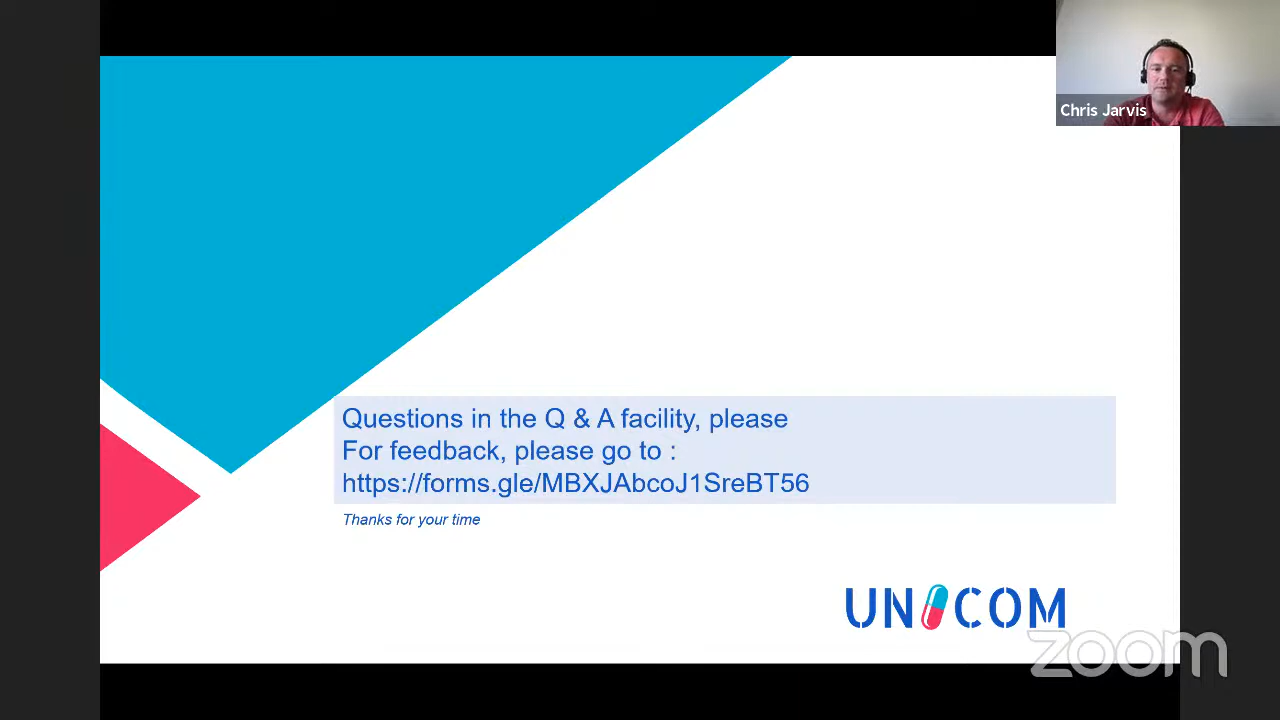 Chris Jarvis
Questions in the Q & A facility, please
For feedback, please go to :
https://forms.gle/MBXJAbcoJ1SreBT56
Thanks for your time
UNICOM
zoom